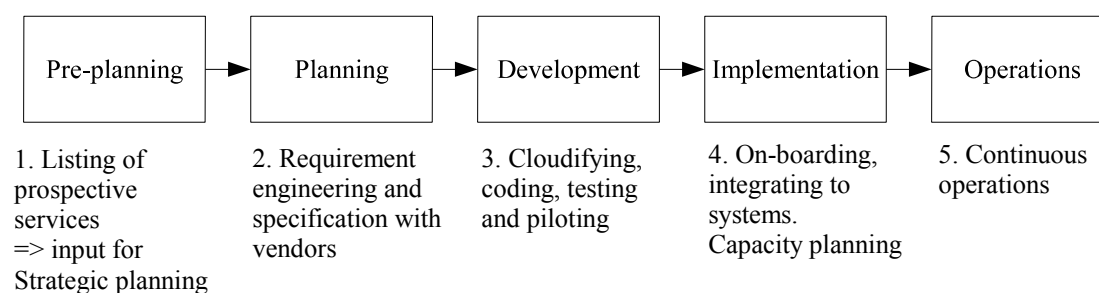 Pre-planning
Planning
Development
Implementation
Operations
1. Listing of
prospective
services
=> input for
Strategic planning
2. Requirement
engineering and
specification with
vendors
3. Cloudifying,
coding, testing
and piloting
4. On-boarding,
integrating to
systems.
Capacity planning
5. Continuous
operations